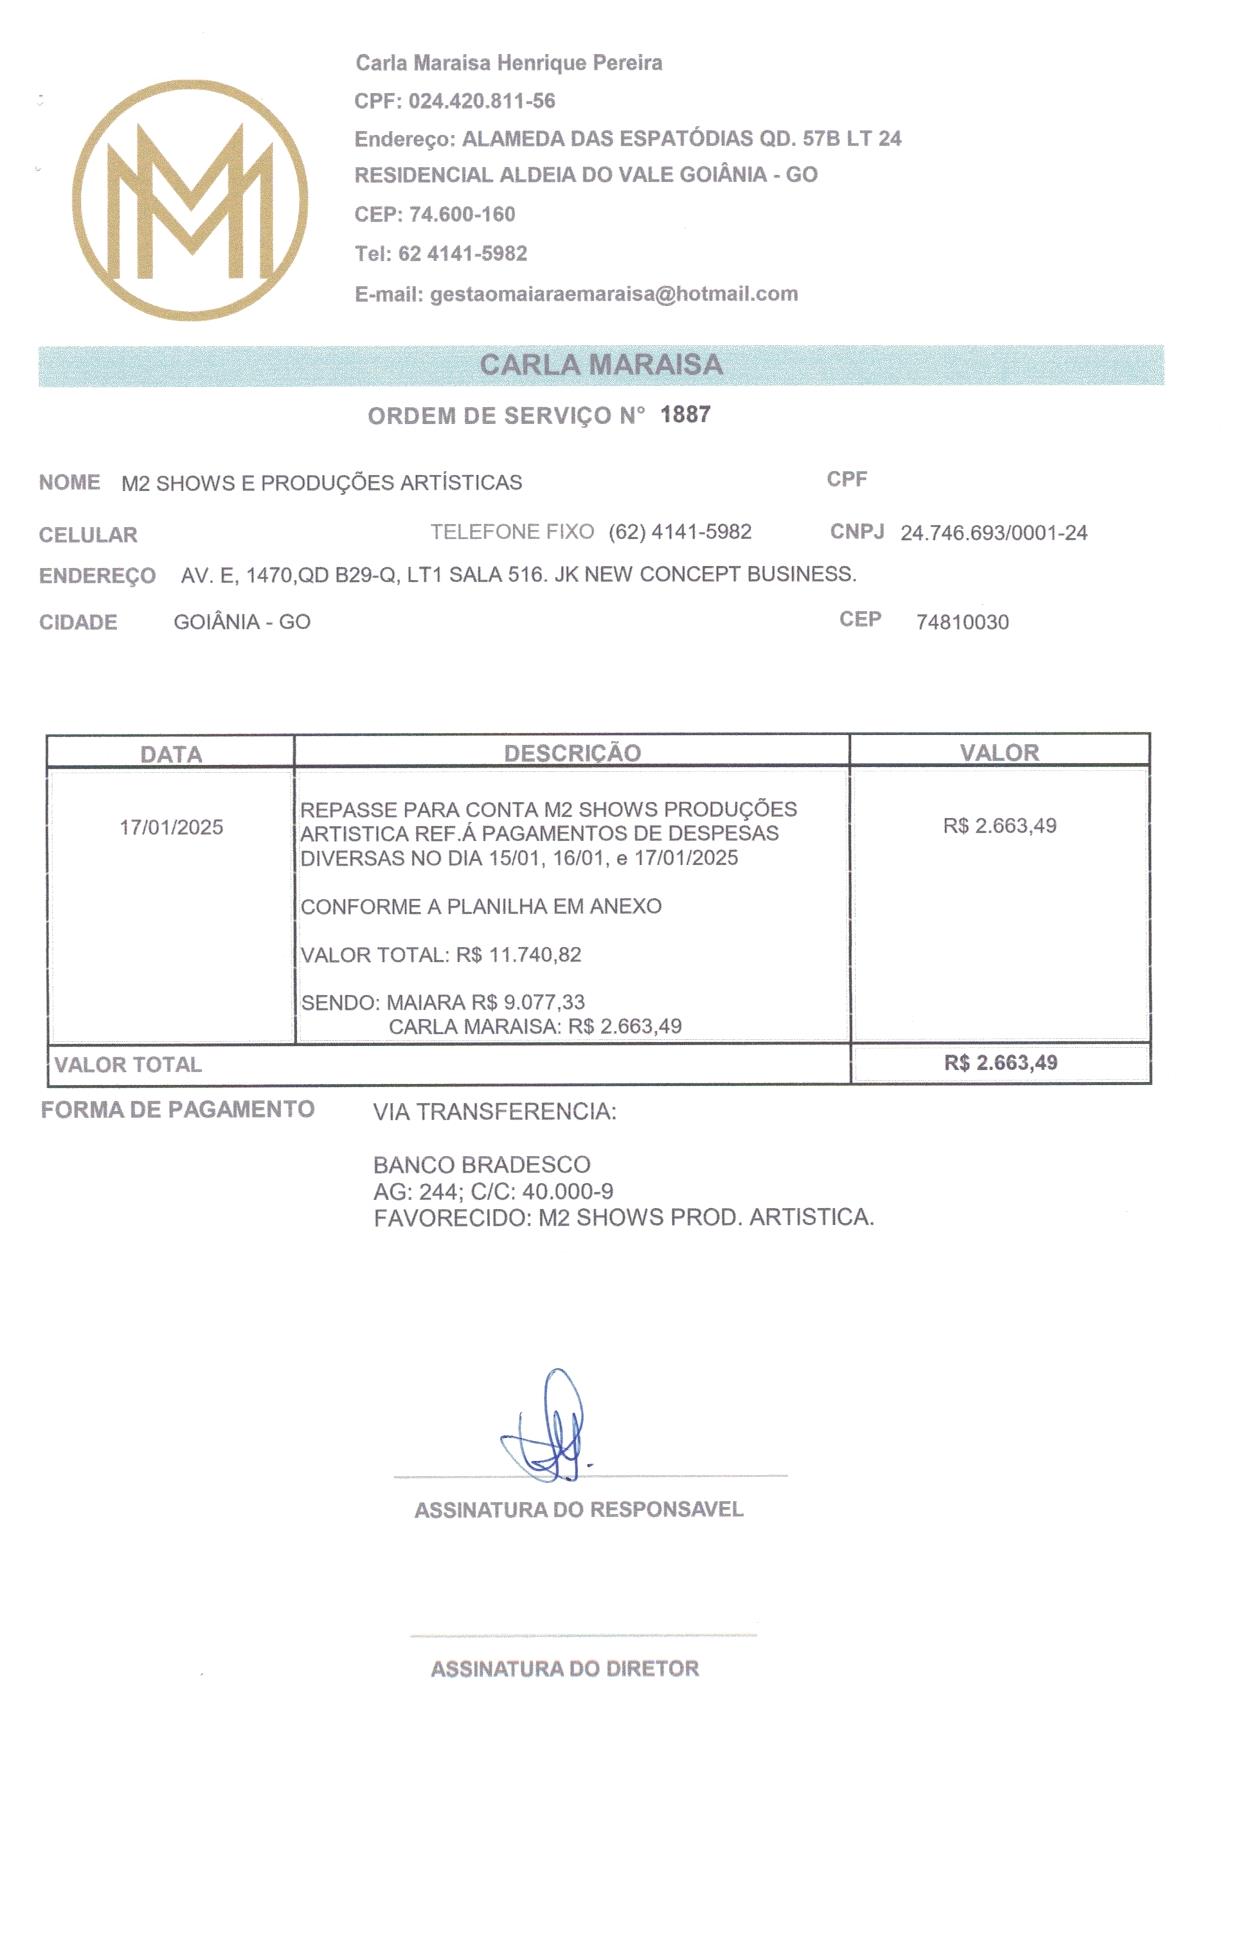 Carla Maraisa Henrique Pereira
CPF: 024.420.811-56
Endereço: ALAMEDA DAS ESPATÓDIAS QD. 57B LT 24
RESIDENCIAL ALDEIA DO VALE GOIÂNIA - GO
CEP: 74.600-160
Tel: 62 4141-5982
E-mail: gestaomaiaraemaraisa@hotmail.com
CARLA MARAISA
ORDEM DE SERVIÇO N° 1887
NOME M2 SHOWS E PRODUÇÕES ARTÍSTICAS CPF
CELULAR TELEFONE FIXO (62) 4141-5982 CNPJ 24.746.693/0001-24
ENDEREÇO AV. E, 1470,QD B29-Q, LT1 SALA 516. JK NEW CONCEPT BUSINESS.
CIDADE GOIÂNIA - GO CEP 74810030
DATA DESCRIÇÃO VALOR
17/01/2025 REPASSE PARA CONTA M2 SHOWS PRODUÇÕES R$ 2.663,49
ARTISTICA REF.Á PAGAMENTOS DE DESPESAS
DIVERSAS NO DIA 15/01, 16/01, e 17/01/2025
CONFORME A PLANILHA EM ANEXO
VALOR TOTAL: R$ 11.740,82
SENDO: MAIARA R$ 9.077,33
CARLA MARAISA: R$ 2.663,49
VALOR TOTAL R$ 2.663,49
FORMA DE PAGAMENTO VIA TRANSFERENCIA:
BANCO BRADESCO
AG: 244; C/C: 40.000-9
FAVORECIDO: M2 SHOWS PROD. ARTISTICA.
ASSINATURA DO RESPONSAVEL
ASSINATURA DO DIRETOR